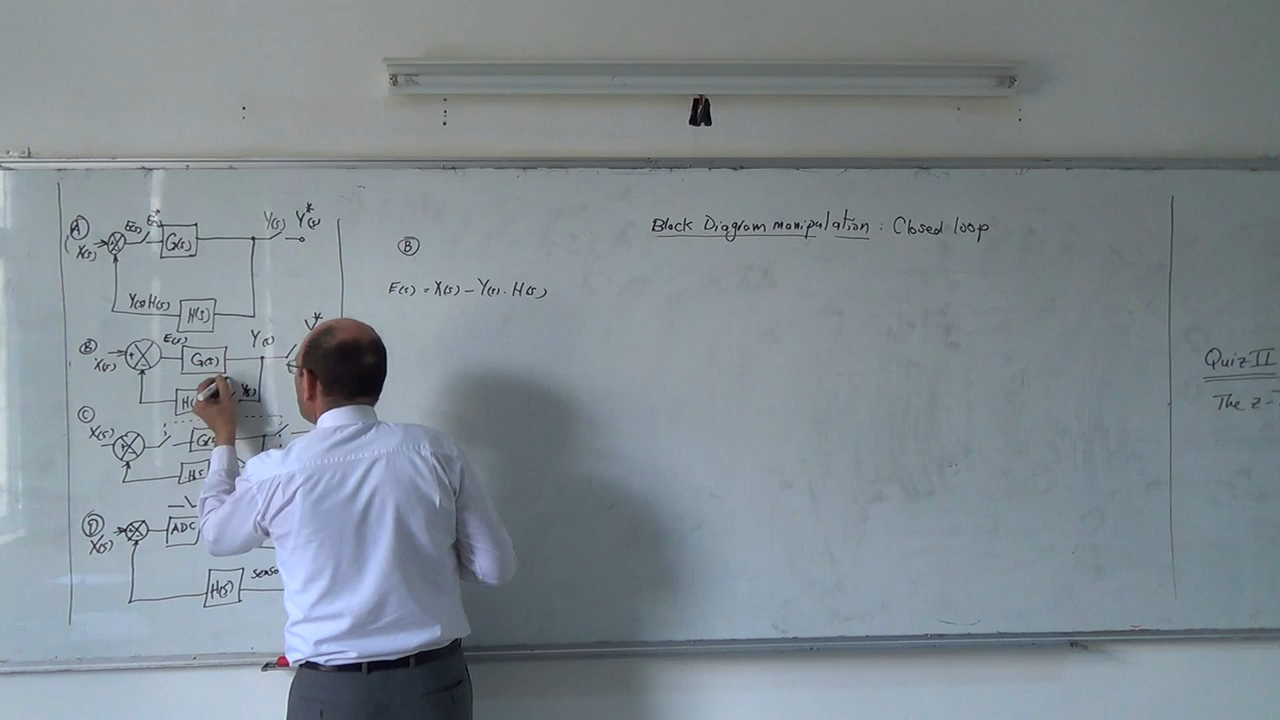 Block Diagram manipulation : Closed loop
A
X(s)
E(s)
E*
G(s)
Y(s)
Y*(s)
Y(s)H(s)
H(s)
B
X(s)
E(s)
G(s)
Y(s)
Y(s)
C
X(s)
H(s)
D
X(s)
ADC
H(s)
B
E(s) = X(s) - Y(s) . H(s)
Quiz II
The z-